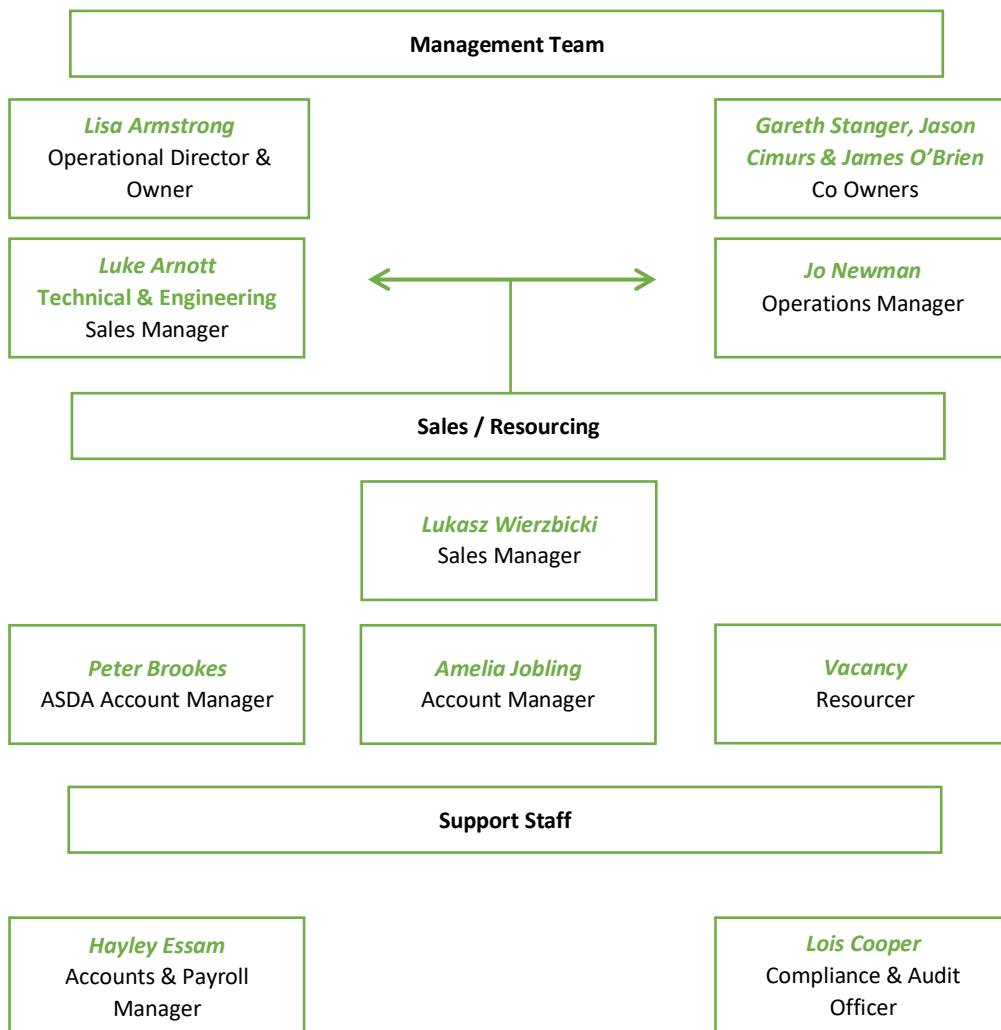 Management Team
Lisa Armstrong
Operational Director &
Owner
Gareth Stanger, Jason
Cimurs & James O’Brien
Co Owners
Luke Arnott
Technical & Engineering
Sales Manager
Jo Newman
Operations Manager
Sales / Resourcing
Lukasz Wierzbicki
Sales Manager
Peter Brookes
ASDA Account Manager
Amelia Jobling
Account Manager
Vacancy
Resourcer
Support Staff
Hayley Essam
Accounts & Payroll
Manager
Lois Cooper
Compliance & Audit
Officer